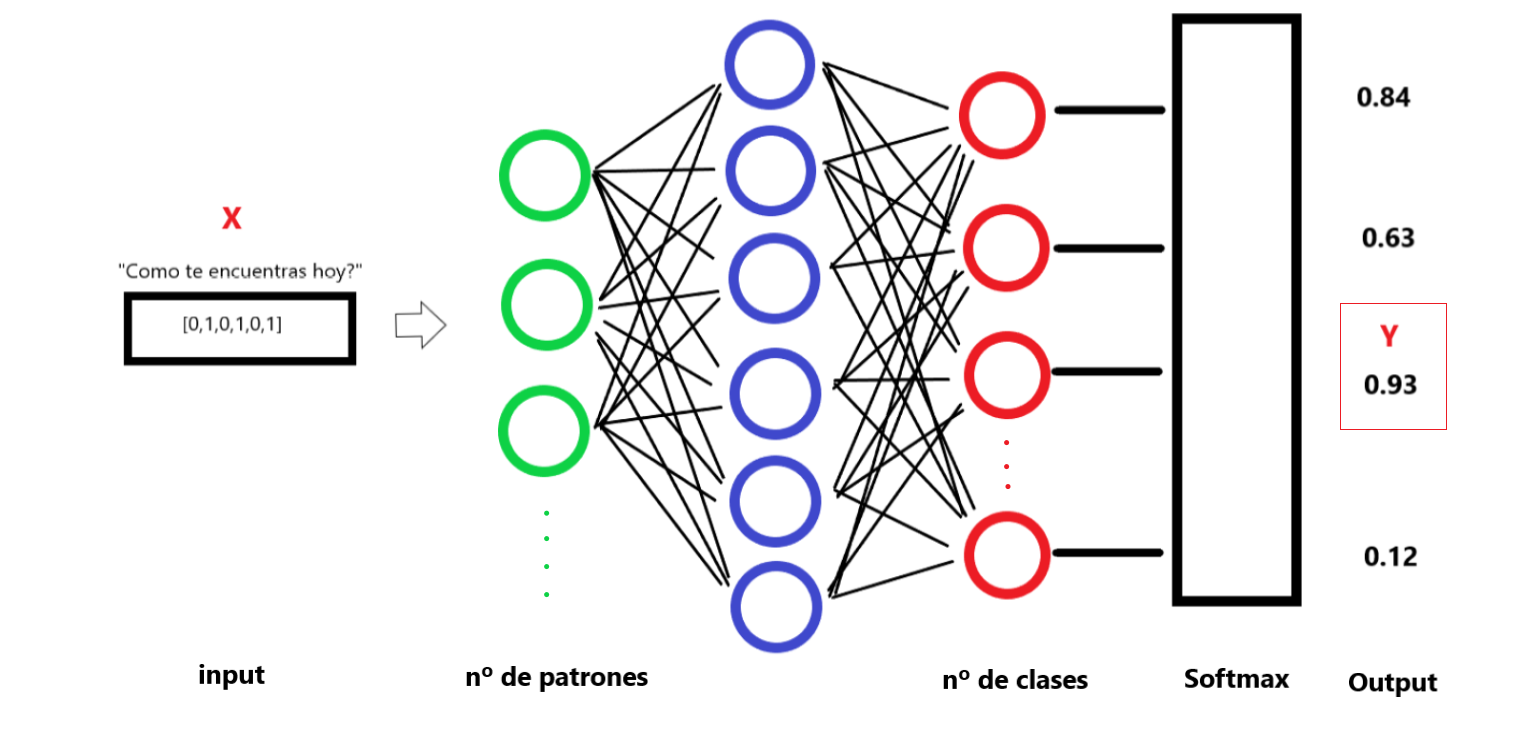 X
"Como te encuentras hoy?"
[0,1,0,1,0,1]
0.84
0.63
Y
0.93
0.12
input
nº de patrones
nº de clases
Softmax
Output